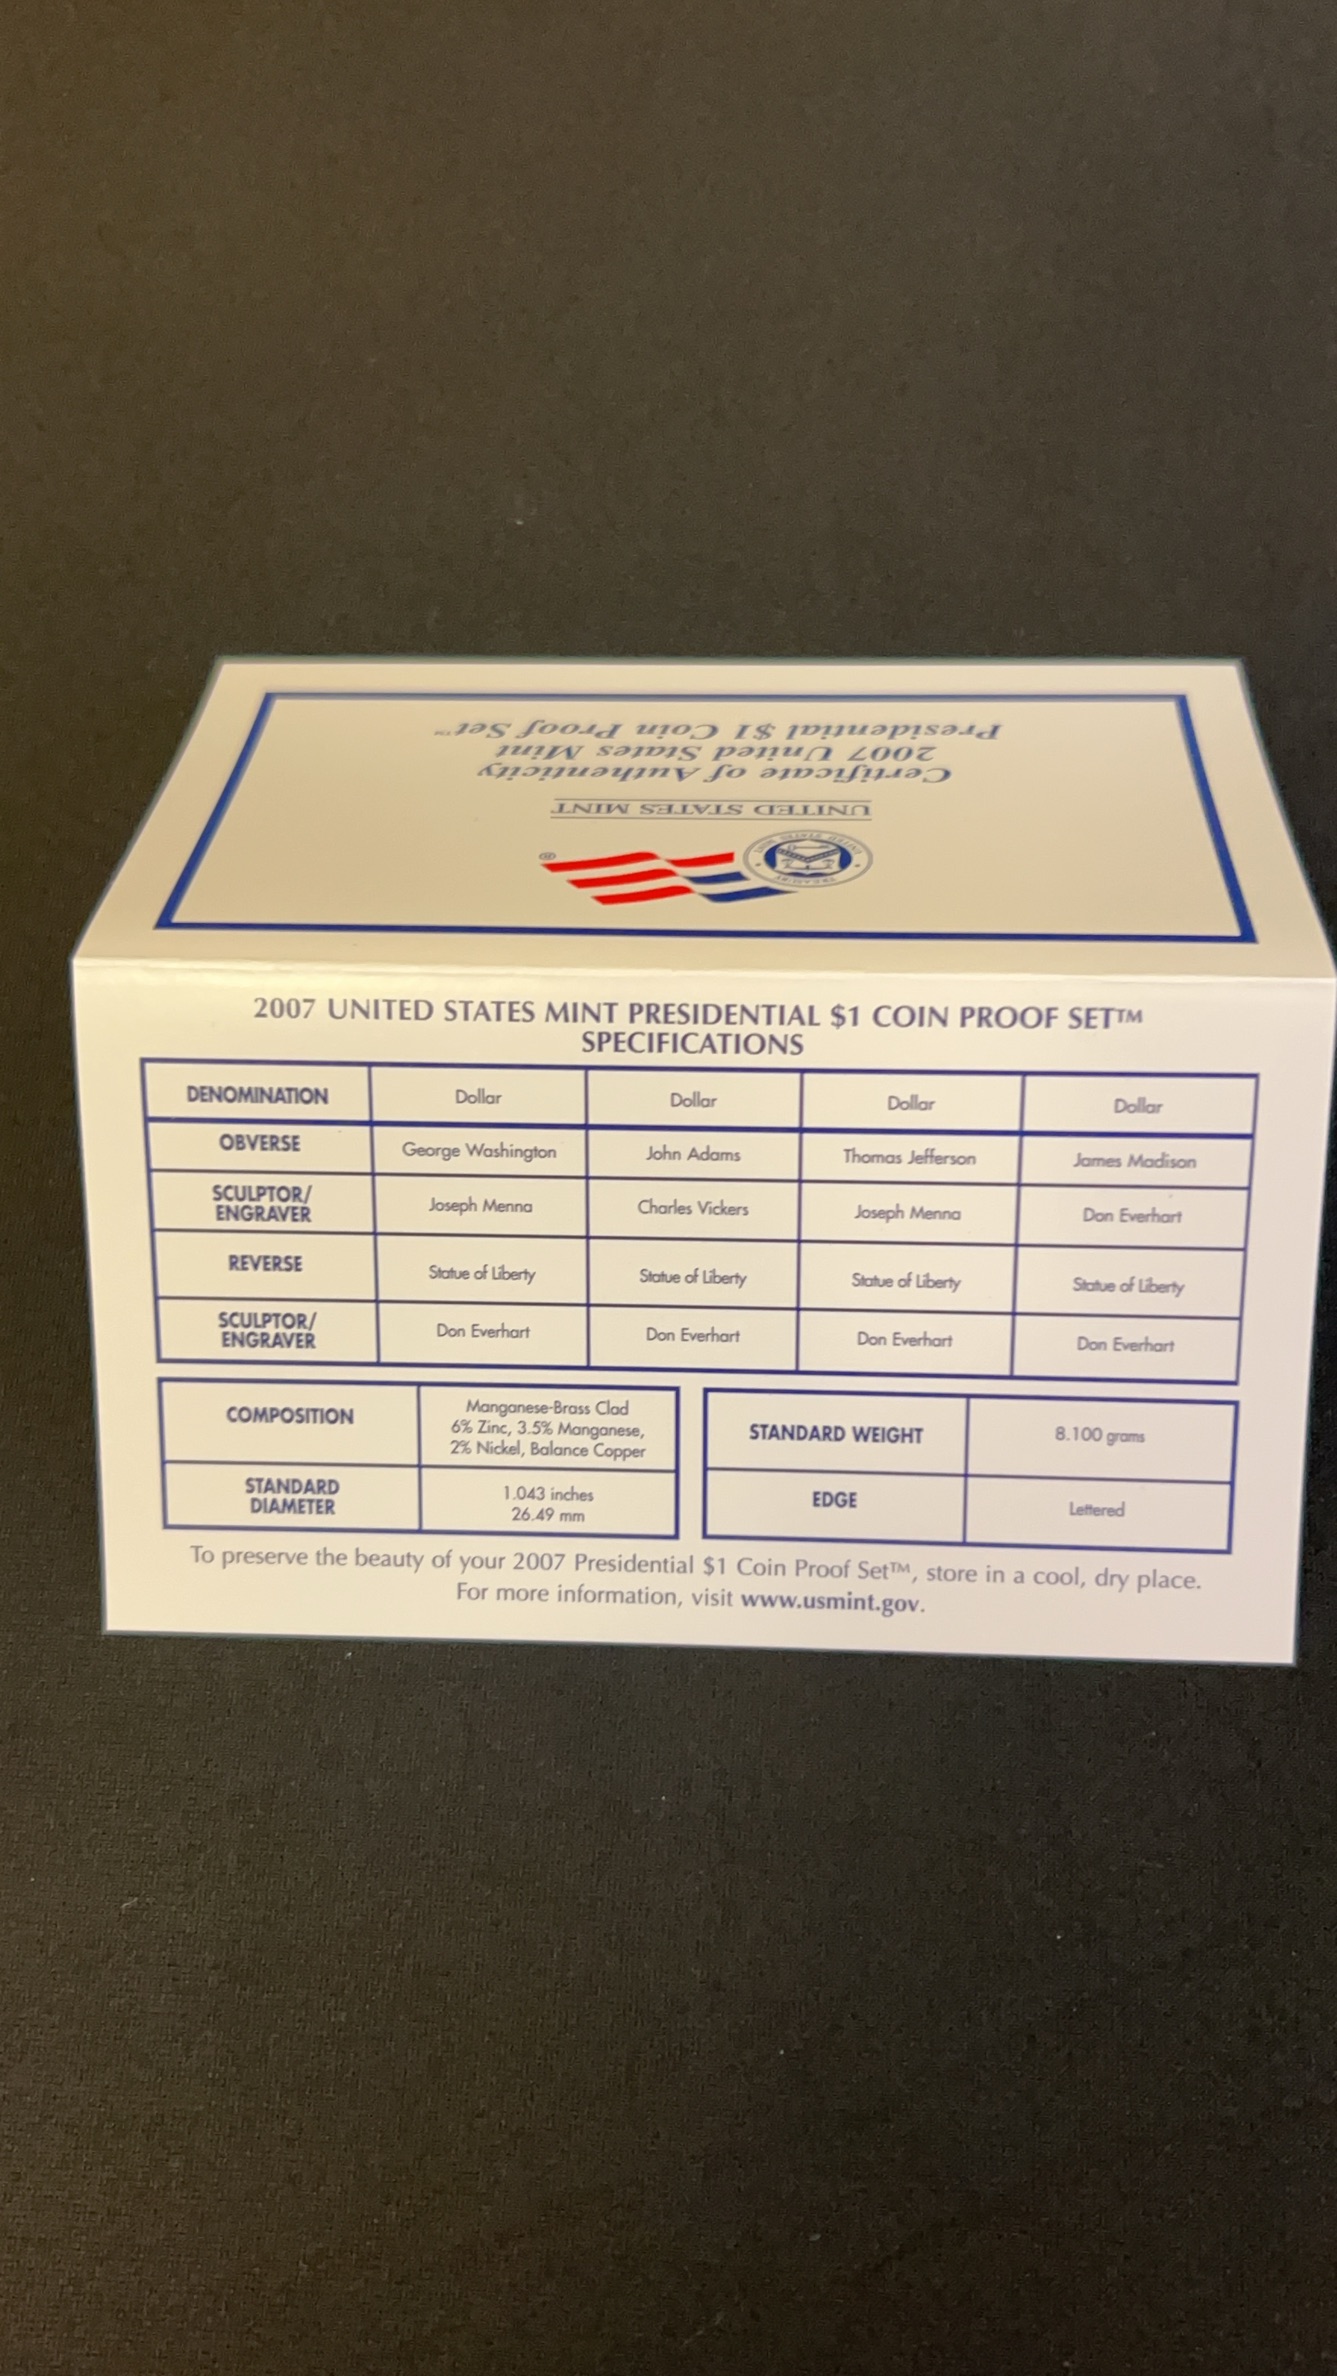 Presidential $1 Coin Proof Set™
2007 United States Mint
Certificate of Authenticity
UNITED STATES MINT
®
UNITED STATES MINT
TREASURY
2007 UNITED STATES MINT PRESIDENTIAL $1 COIN PROOF SET™
SPECIFICATIONS
DENOMINATION Dollar Dollar Dollar Dollar
OBVERSE George Washington John Adams Thomas Jefferson James Madison
SCULPTOR/
ENGRAVER Joseph Menna Charles Vickers Joseph Menna Don Everhart
REVERSE Statue of Liberty Statue of Liberty Statue of Liberty Statue of Liberty
SCULPTOR/
ENGRAVER Don Everhart Don Everhart Don Everhart Don Everhart
COMPOSITION Manganese-Brass Clad
6% Zinc, 3.5% Manganese,
2% Nickel, Balance Copper
STANDARD
DIAMETER 1.043 inches
26.49 mm
STANDARD WEIGHT 8.100 grams
EDGE Lettered
To preserve the beauty of your 2007 Presidential $1 Coin Proof Set™, store in a cool, dry place.
For more information, visit www.usmint.gov.